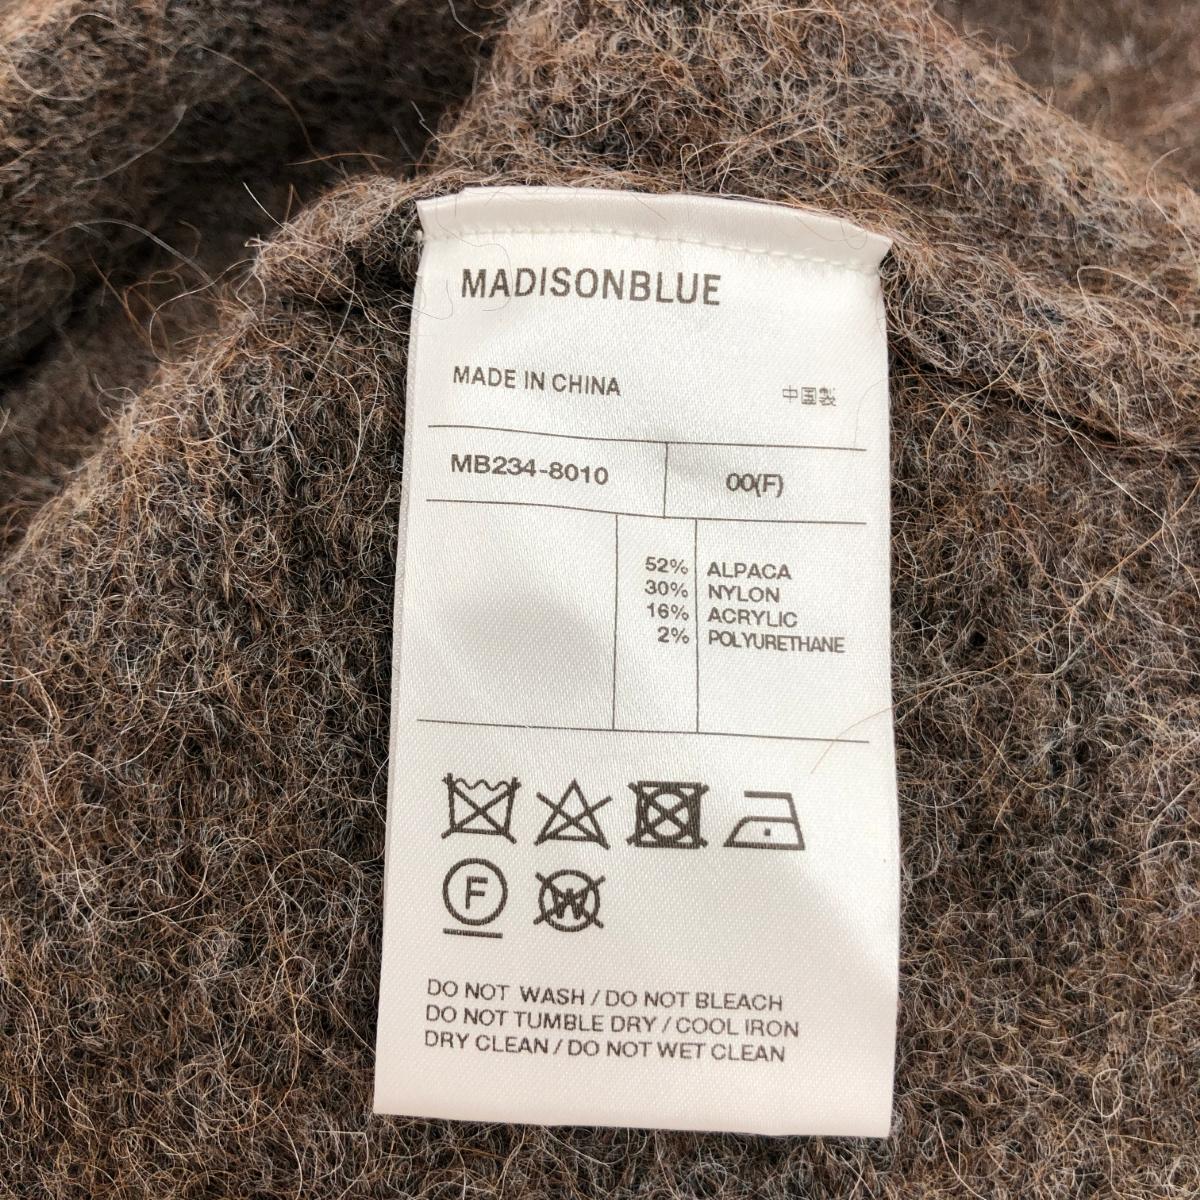 MADISONBLUE
MADE IN CHINA 中国製
MB234-8010 00(F)
52% ALPACA
30% NYLON
16% ACRYLIC
2% POLYURETHANE
F W
DO NOT WASH / DO NOT BLEACH
DO NOT TUMBLE DRY / COOL IRON
DRY CLEAN / DO NOT WET CLEAN